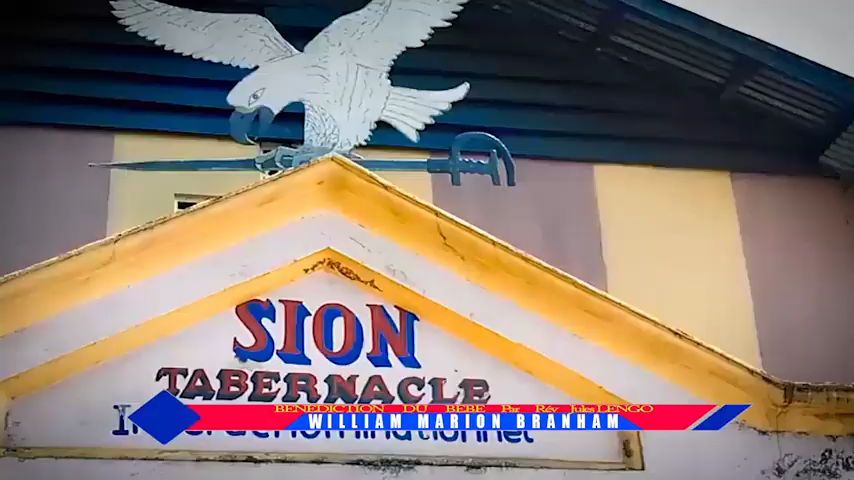 SION
TABERNACLE
BENEDICTION DU BEBE Par Rév Jules LENGO
WILLIAM MARION BRANHAM